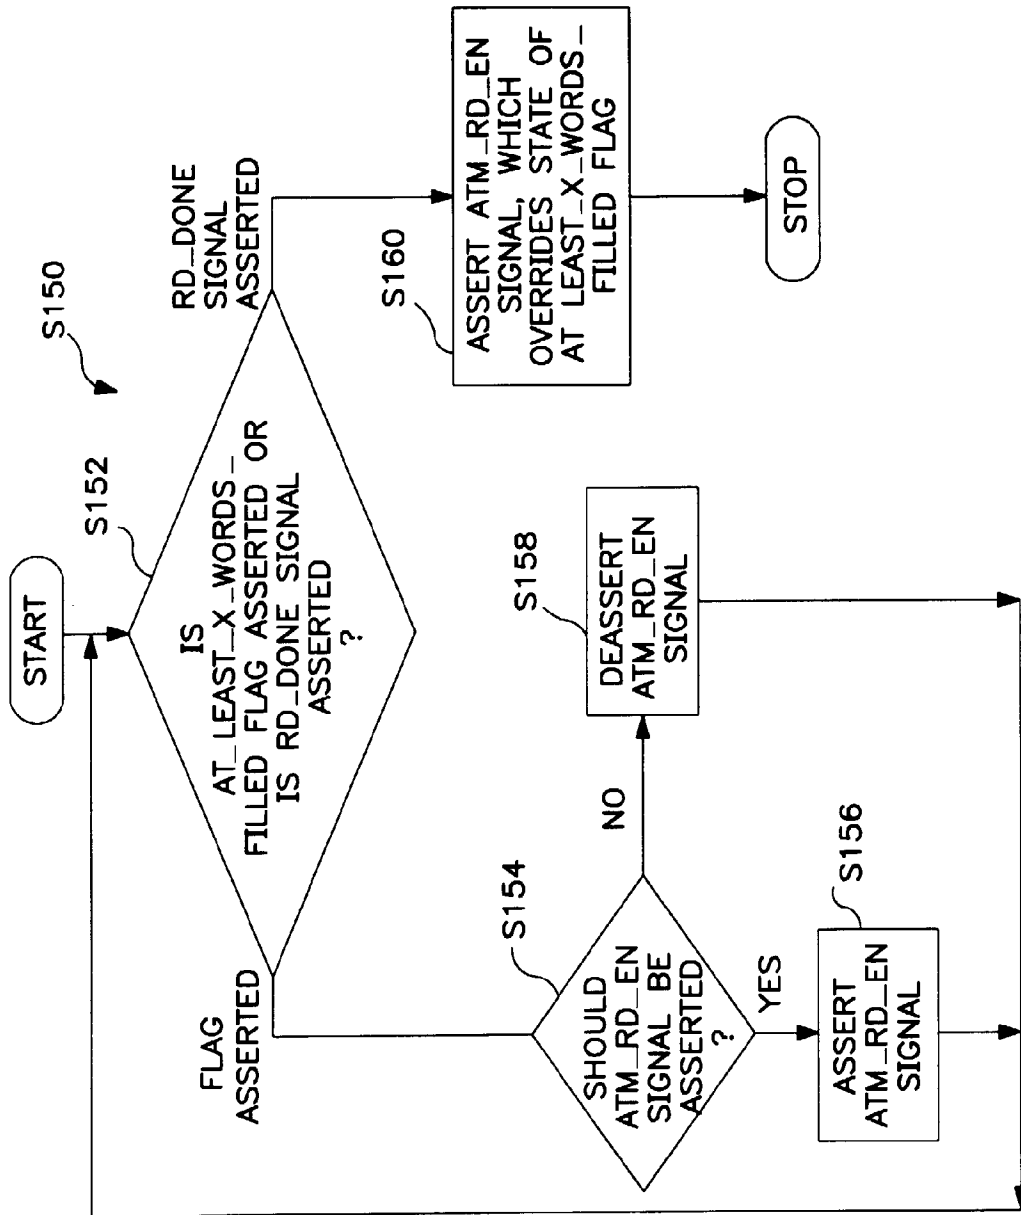 S150
START
S152
IS
AT_LEAST_X_WORDS_
FILLED FLAG ASSERTED OR
IS RD_DONE SIGNAL
ASSERTED
?
FLAG
ASSERTED
RD_DONE
SIGNAL
ASSERTED
S154
SHOULD
ATM_RD_EN
SIGNAL BE
ASSERTED
?
NO
YES
S156
ASSERT
ATM_RD_EN
SIGNAL
S158
DEASSERT
ATM_RD_EN
SIGNAL
S160
ASSERT ATM_RD_EN
SIGNAL, WHICH
OVERRIDES STATE OF
AT LEAST_X_WORDS_
FILLED FLAG
STOP